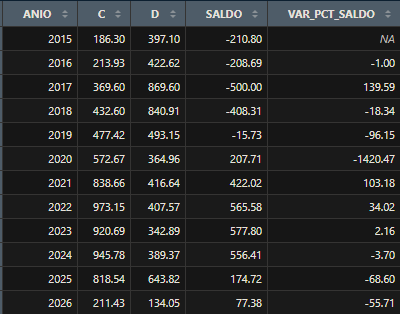 ANIO C D SALDO VAR_PCT_SALDO
2015 186.30 397.10 -210.80 NA
2016 213.93 422.62 -208.69 -1.00
2017 369.60 869.60 -500.00 139.59
2018 432.60 840.91 -408.31 -18.34
2019 477.42 493.15 -15.73 -96.15
2020 572.67 364.96 207.71 -1420.47
2021 838.66 416.64 422.02 103.18
2022 973.15 407.57 565.58 34.02
2023 920.69 342.89 577.80 2.16
2024 945.78 389.37 556.41 -3.70
2025 818.54 643.82 174.72 -68.60
2026 211.43 134.05 77.38 -55.71